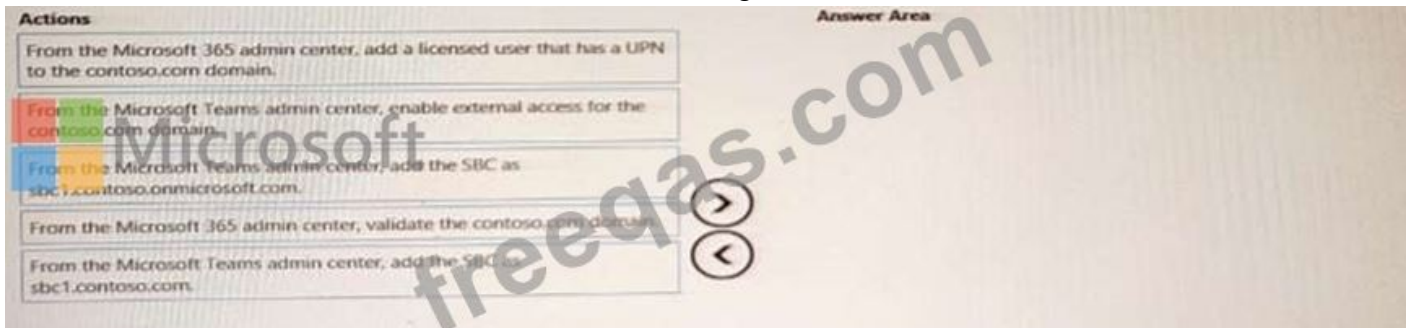 Actions
Answer Area
From the Microsoft 365 admin center, add a licensed user that has a UPN
to the contoso.com domain.
From the Microsoft Teams admin center, enable external access for the
contoso.com domain.
Microsoft
From the Microsoft Teams admin center, add the SBC as
sbc1.contoso.onmicrosoft.com.
From the Microsoft 365 admin center, validate the contoso.com domain.
From the Microsoft Teams admin center, add the SBC as
sbc1.contoso.com.
freeqas.com